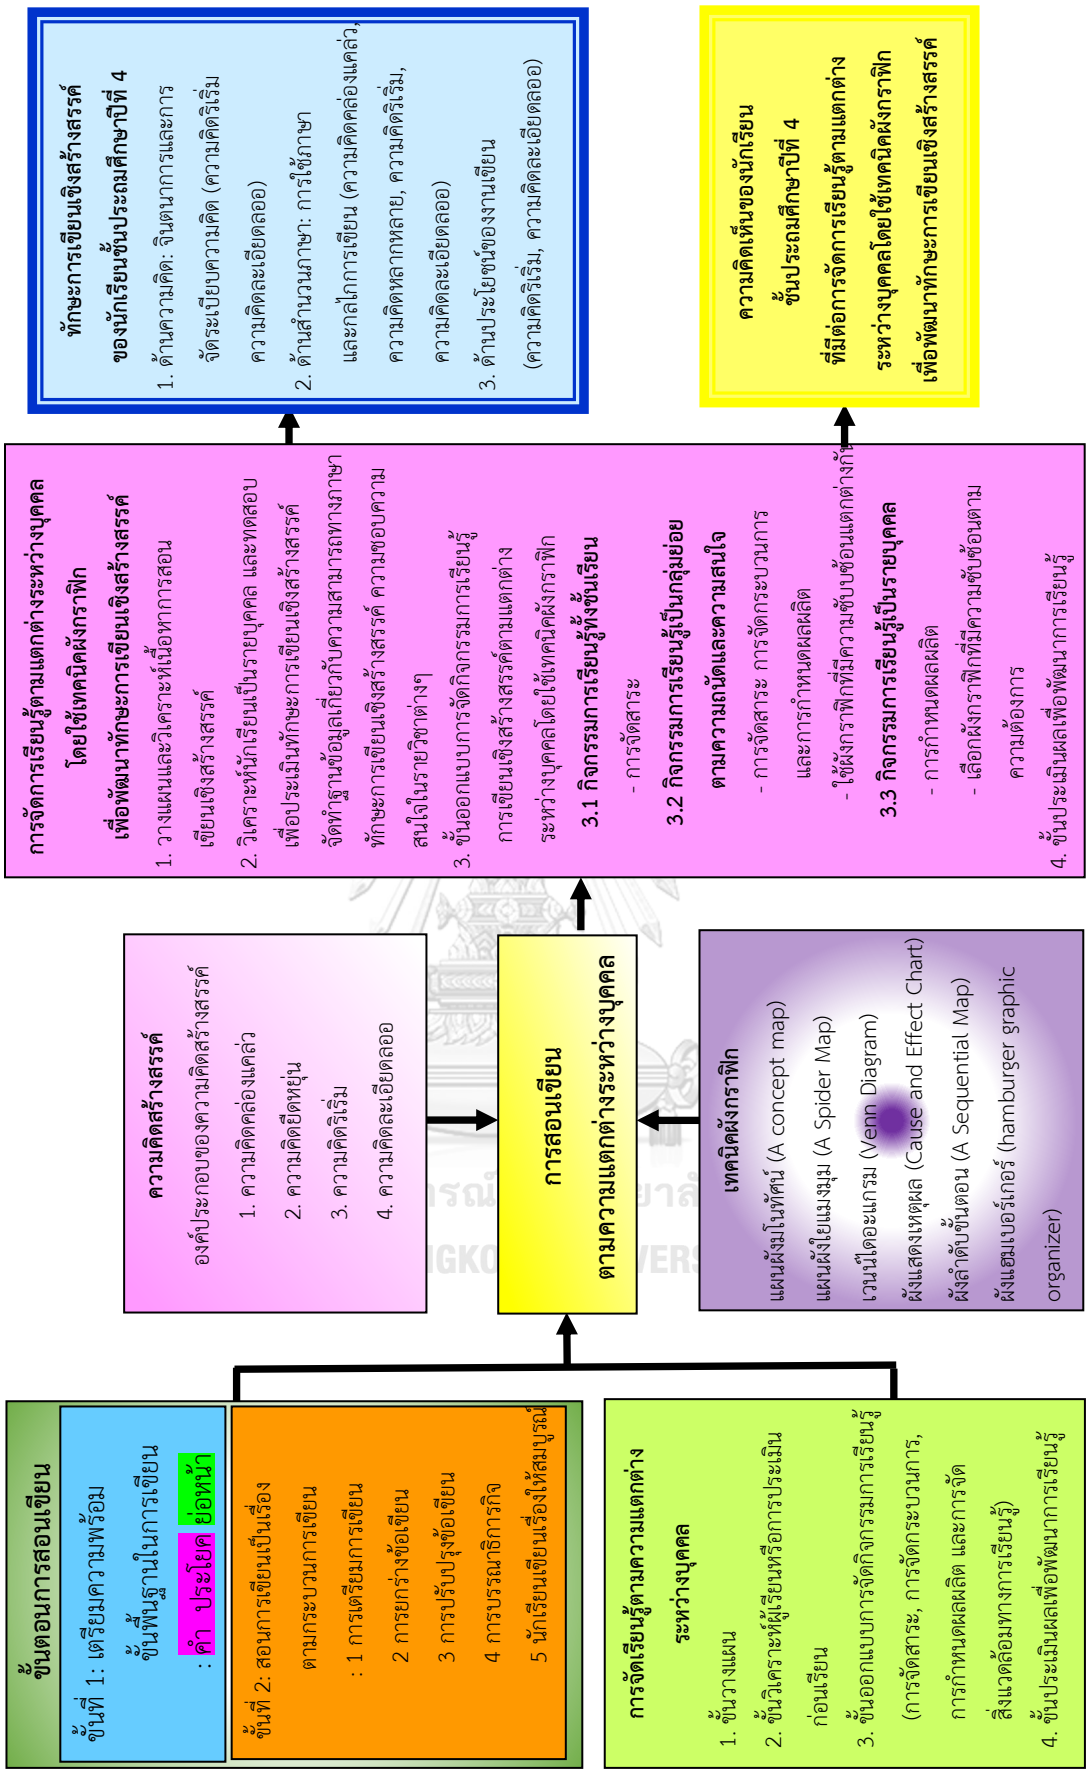 ขั้นตอนการสอนเขียน
ขั้นที่ 1: เตรียมความพร้อม
ขั้นพื้นฐานในการเขียน
: คำ ประโยค ย่อหน้า
ขั้นที่ 2: สอนการเขียนเป็นเรื่อง
ตามกระบวนการเขียน
: 1 การเตรียมการเขียน
2 การยกร่างข้อเขียน
3 การปรับปรุงข้อเขียน
4 การบรรณาธิการกิจ
5 นักเรียนเขียนเรื่องให้สมบูรณ์
การจัดเรียนรู้ตามความแตกต่าง
ระหว่างบุคคล
1. ขั้นวางแผน
2. ขั้นวิเคราะห์ผู้เรียนหรือการประเมิน
ก่อนเรียน
3. ขั้นออกแบบการจัดกิจกรรมการเรียนรู้
(การจัดสาระ, การจัดกระบวนการ,
การกำหนดผลผลิต และการจัด
สิ่งแวดล้อมทางการเรียนรู้)
4. ขั้นประเมินผลเพื่อพัฒนาการเรียนรู้
ความคิดสร้างสรรค์
องค์ประกอบของความคิดสร้างสรรค์
1. ความคิดคล่องแคล่ว
2. ความคิดยืดหยุ่น
3. ความคิดริเริ่ม
4. ความคิดละเอียดลออ
การสอนเขียน
ตามความแตกต่างระหว่างบุคคล
เทคนิคผังกราฟิก
แผนผังมโนทัศน์ (A concept map)
แผนผังใยแมงมุม (A Spider Map)
เวนน์ไดอะแกรม (Venn Diagram)
ผังแสดงเหตุผล (Cause and Effect Chart)
ผังลำดับขั้นตอน (A Sequential Map)
ผังแฮมเบอร์เกอร์ (hamburger graphic
organizer)
การจัดการเรียนรู้ตามแตกต่างระหว่างบุคคล
โดยใช้เทคนิคผังกราฟิก
เพื่อพัฒนาทักษะการเขียนเชิงสร้างสรรค์
1. วางแผนและวิเคราะห์เนื้อหาการสอน
เขียนเชิงสร้างสรรค์
2. วิเคราะห์นักเรียนเป็นรายบุคคล และทดสอบ
เพื่อประเมินทักษะการเขียนเชิงสร้างสรรค์
จัดทำฐานข้อมูลเกี่ยวกับความสามารถทางภาษา
ทักษะการเขียนเชิงสร้างสรรค์ ความชอบความ
สนใจในรายวิชาต่างๆ
3. ขั้นออกแบบการจัดกิจกรรมการเรียนรู้
การเขียนเชิงสร้างสรรค์ตามแตกต่าง
ระหว่างบุคคลโดยใช้เทคนิคผังกราฟิก
3.1 กิจกรรมการเรียนรู้ทั้งชั้นเรียน
- การจัดสาระ
3.2 กิจกรรมการเรียนรู้เป็นกลุ่มย่อย
ตามความถนัดและความสนใจ
- การจัดสาระ การจัดกระบวนการ
และการกำหนดผลผลิต
- ใช้ผังกราฟิกที่มีความซับบซ้อนแตกต่างกัน
3.3 กิจกรรมการเรียนรู้เป็นรายบุคคล
- การกำหนดผลผลิต
- เลือกผังกราฟิกที่มีความซับซ้อนตาม
ความต้องการ
4. ขั้นประเมินผลเพื่อพัฒนาการเรียนรู้
ทักษะการเขียนเชิงสร้างสรรค์
ของนักเรียนชั้นประถมศึกษาปีที่ 4
1. ด้านความคิด: จินตนาการและการ
จัดระเบียบความคิด (ความคิดริเริ่ม
ความคิดละเอียดลออ)
2. ด้านสำนวนภาษา: การใช้ภาษา
และกลไกการเขียน (ความคิดคล่องแคล่ว,
ความคิดหลากหลาย, ความคิดริเริ่ม,
ความคิดละเอียดลออ)
3. ด้านประโยชน์ของงานเขียน
(ความคิดริเริ่ม, ความคิดละเอียดลออ)
ความคิดเห็นของนักเรียน
ชั้นประถมศึกษาปีที่ 4
ที่มีต่อการจัดการเรียนรู้ตามแตกต่าง
ระหว่างบุคคลโดยใช้เทคนิคผังกราฟิก
เพื่อพัฒนาทักษะการเขียนเชิงสร้างสรรค์